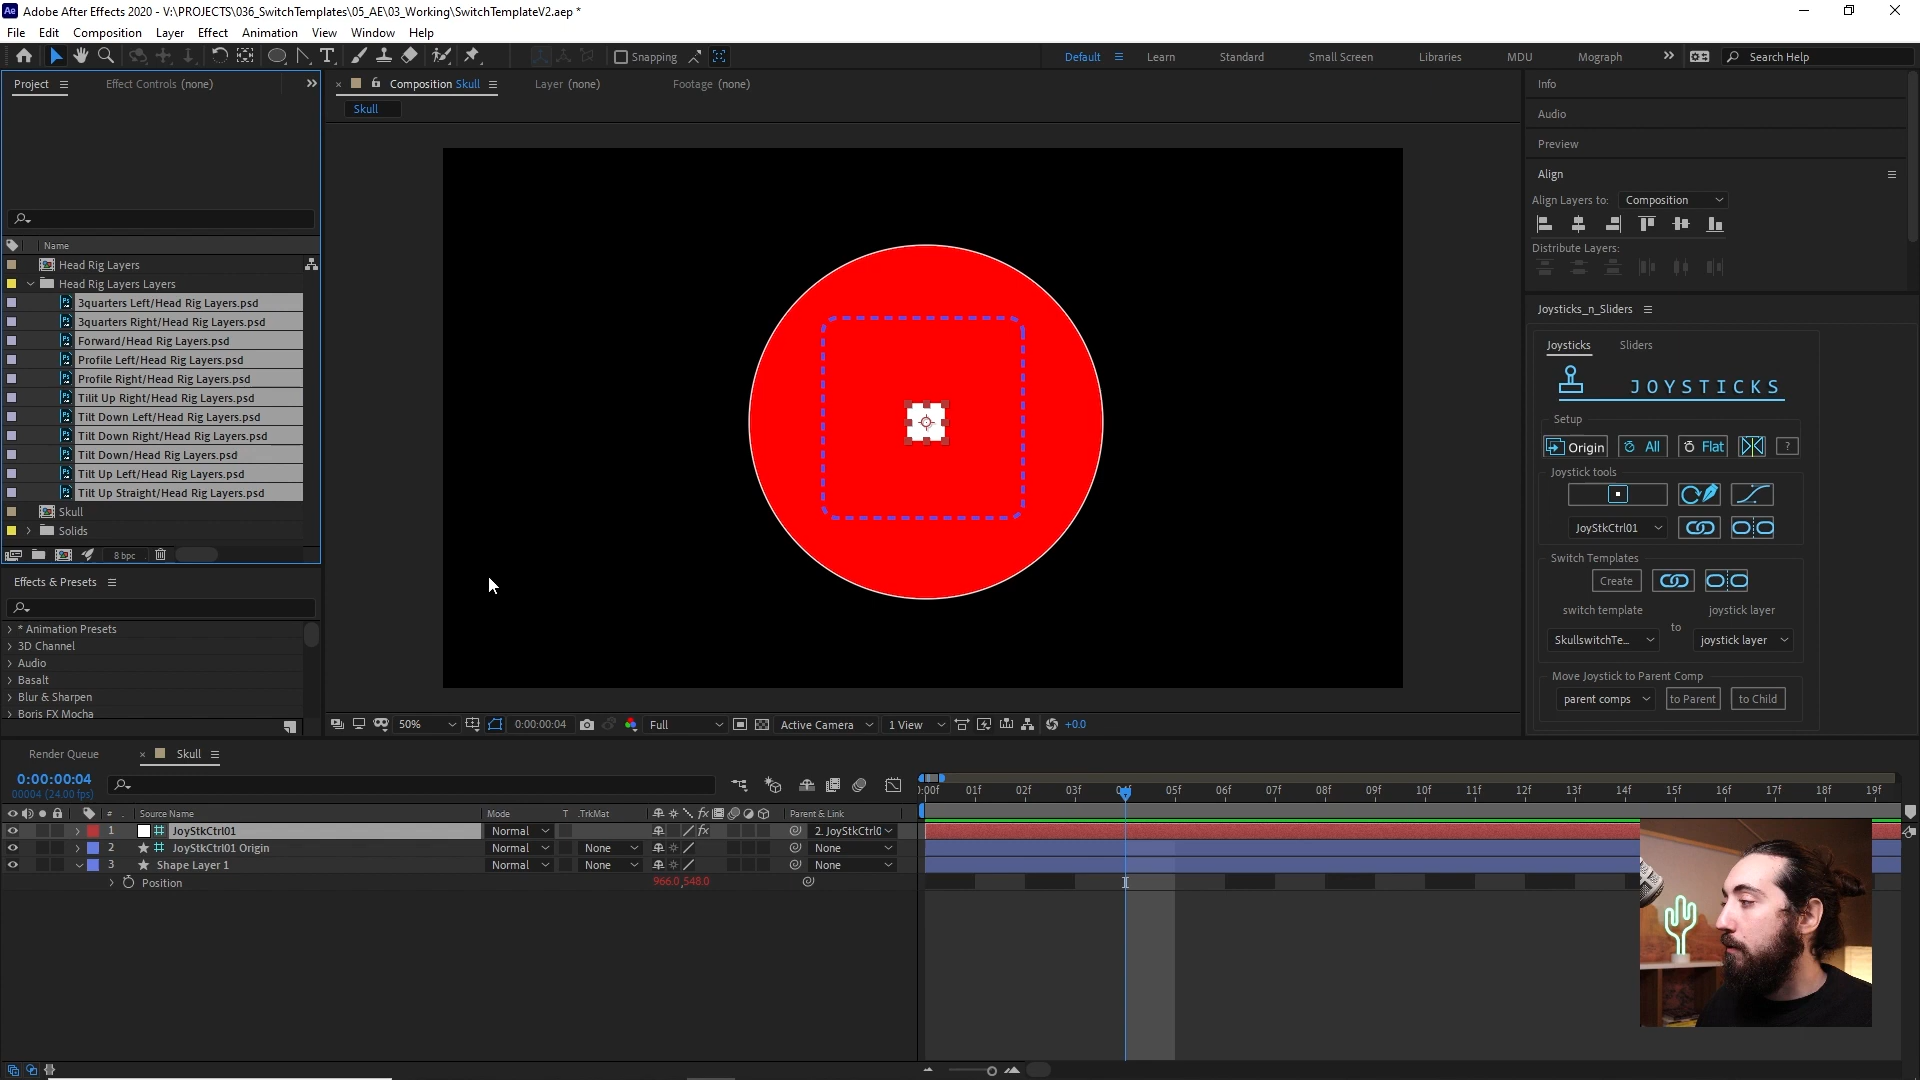 Adobe After Effects 2020 - V:\PROJECTS\036_SwitchTemplates\05_AE\03_Working\SwitchTemplateV2.aep *
File Edit Composition Layer Effect Animation View Window Help
Snapping Default Learn Standard Small Screen Libraries MDU Mograph Search Help
Project Effect Controls (none)
Composition Skull Layer (none) Footage (none)
Skull
Name
Head Rig Layers
Head Rig Layers Layers
3quarters Left/Head Rig Layers.psd
3quarters Right/Head Rig Layers.psd
Forward/Head Rig Layers.psd
Profile Left/Head Rig Layers.psd
Profile Right/Head Rig Layers.psd
Tilit Up Right/Head Rig Layers.psd
Tilt Down Left/Head Rig Layers.psd
Tilt Down Right/Head Rig Layers.psd
Tilt Down/Head Rig Layers.psd
Tilt Up Left/Head Rig Layers.psd
Tilt Up Straight/Head Rig Layers.psd
Skull
Solids
8 bpc
Effects & Presets
* Animation Presets
3D Channel
Audio
Basalt
Blur & Sharpen
Boris FX Mocha
50% 0:00:00:04 Full Active Camera 1 View +0.0
Info
Audio
Preview
Align
Align Layers to: Composition
Distribute Layers:
Joysticks_n_Sliders
Joysticks Sliders
JOYSTICKS
Setup
Origin All Flat ?
Joystick tools
JoyStkCtrl01
Switch Templates
Create
switch template joystick layer
to
SkullswitchTe... joystick layer
Move Joystick to Parent Comp
parent comps to Parent to Child
Render Queue Skull
0:00:00:04
00004 (24.00 fps)
# Source Name Mode T .TrkMat Parent & Link
1 JoyStkCtrl01 Normal 2. JoyStkCtrl0
2 JoyStkCtrl01 Origin Normal None None
3 Shape Layer 1 Normal None None
Position 966.0,548.0
):00f 01f 02f 03f 04f 05f 06f 07f 08f 09f 10f 11f 12f 13f 14f 15f 16f 17f 18f 19f